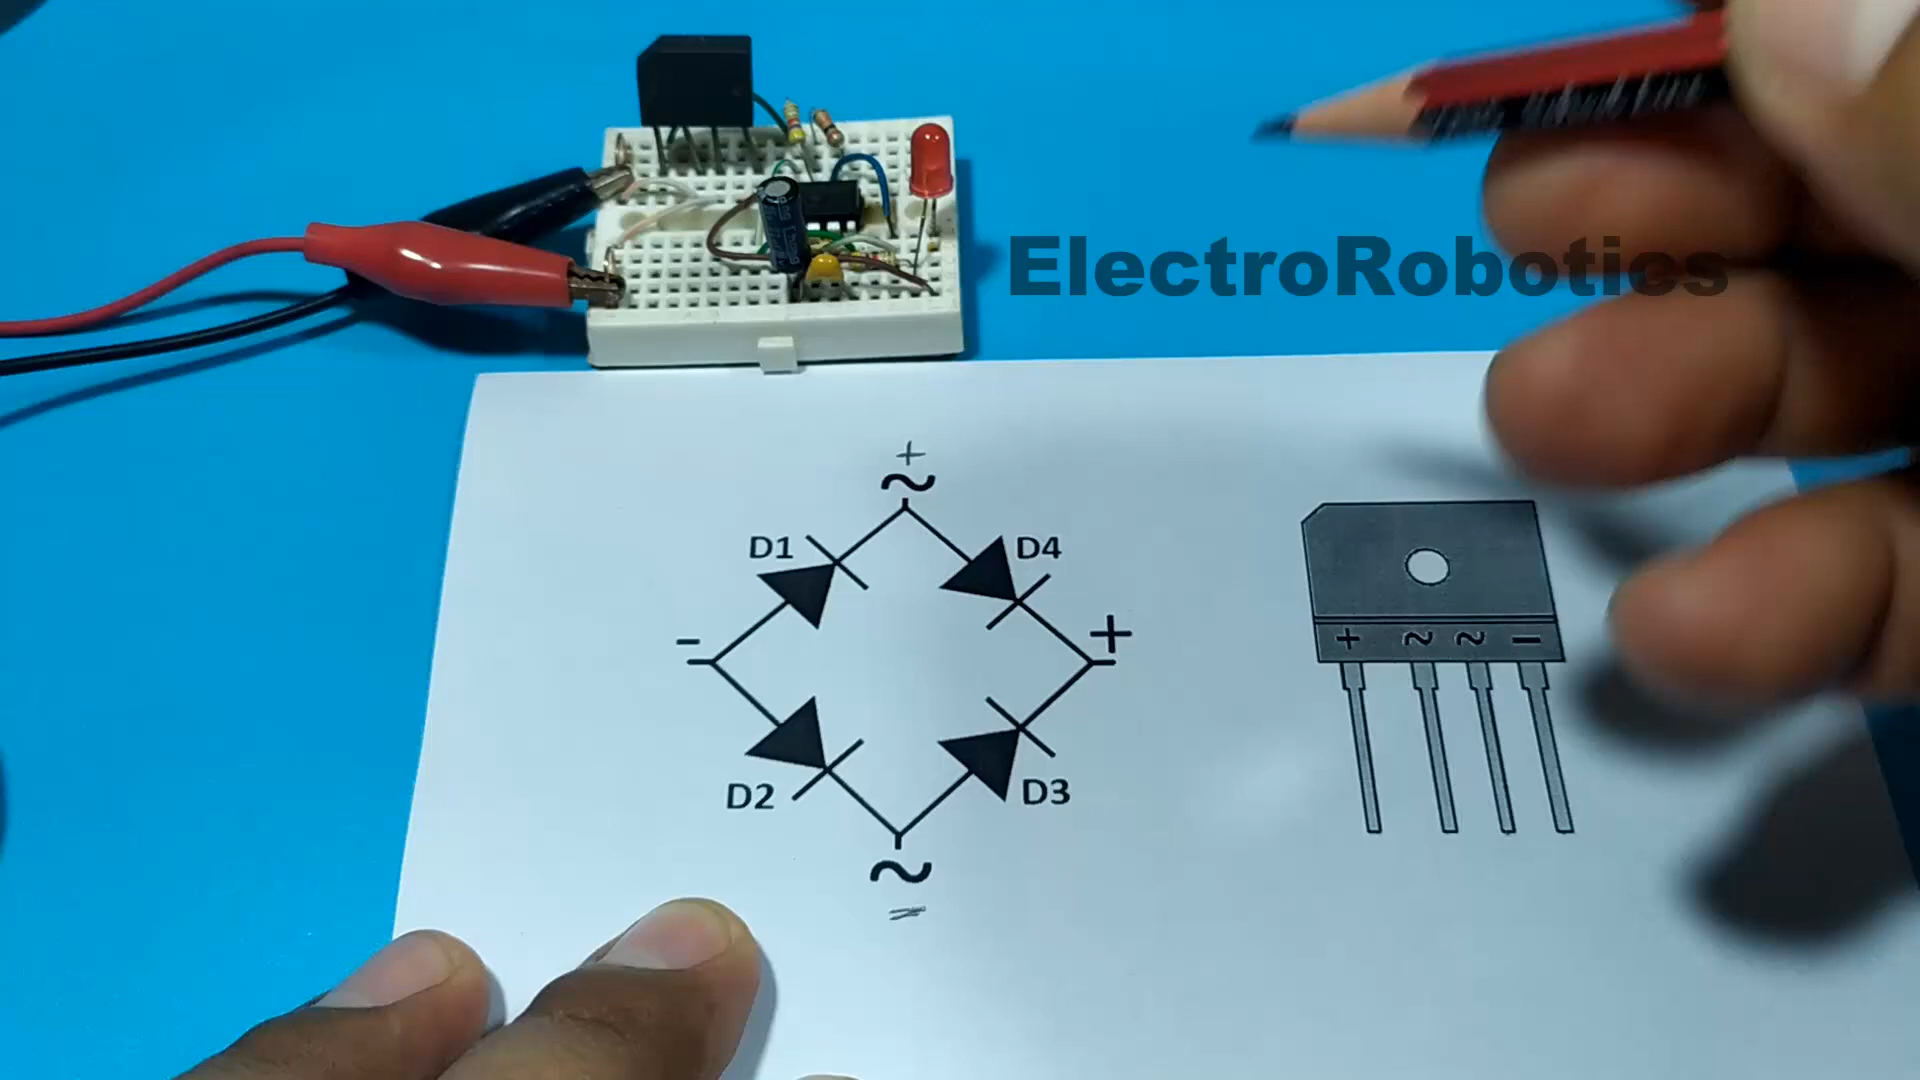 ElectroRobotics
+
~
D1
D4
-
+
D2
D3
~
+ ~ ~ -